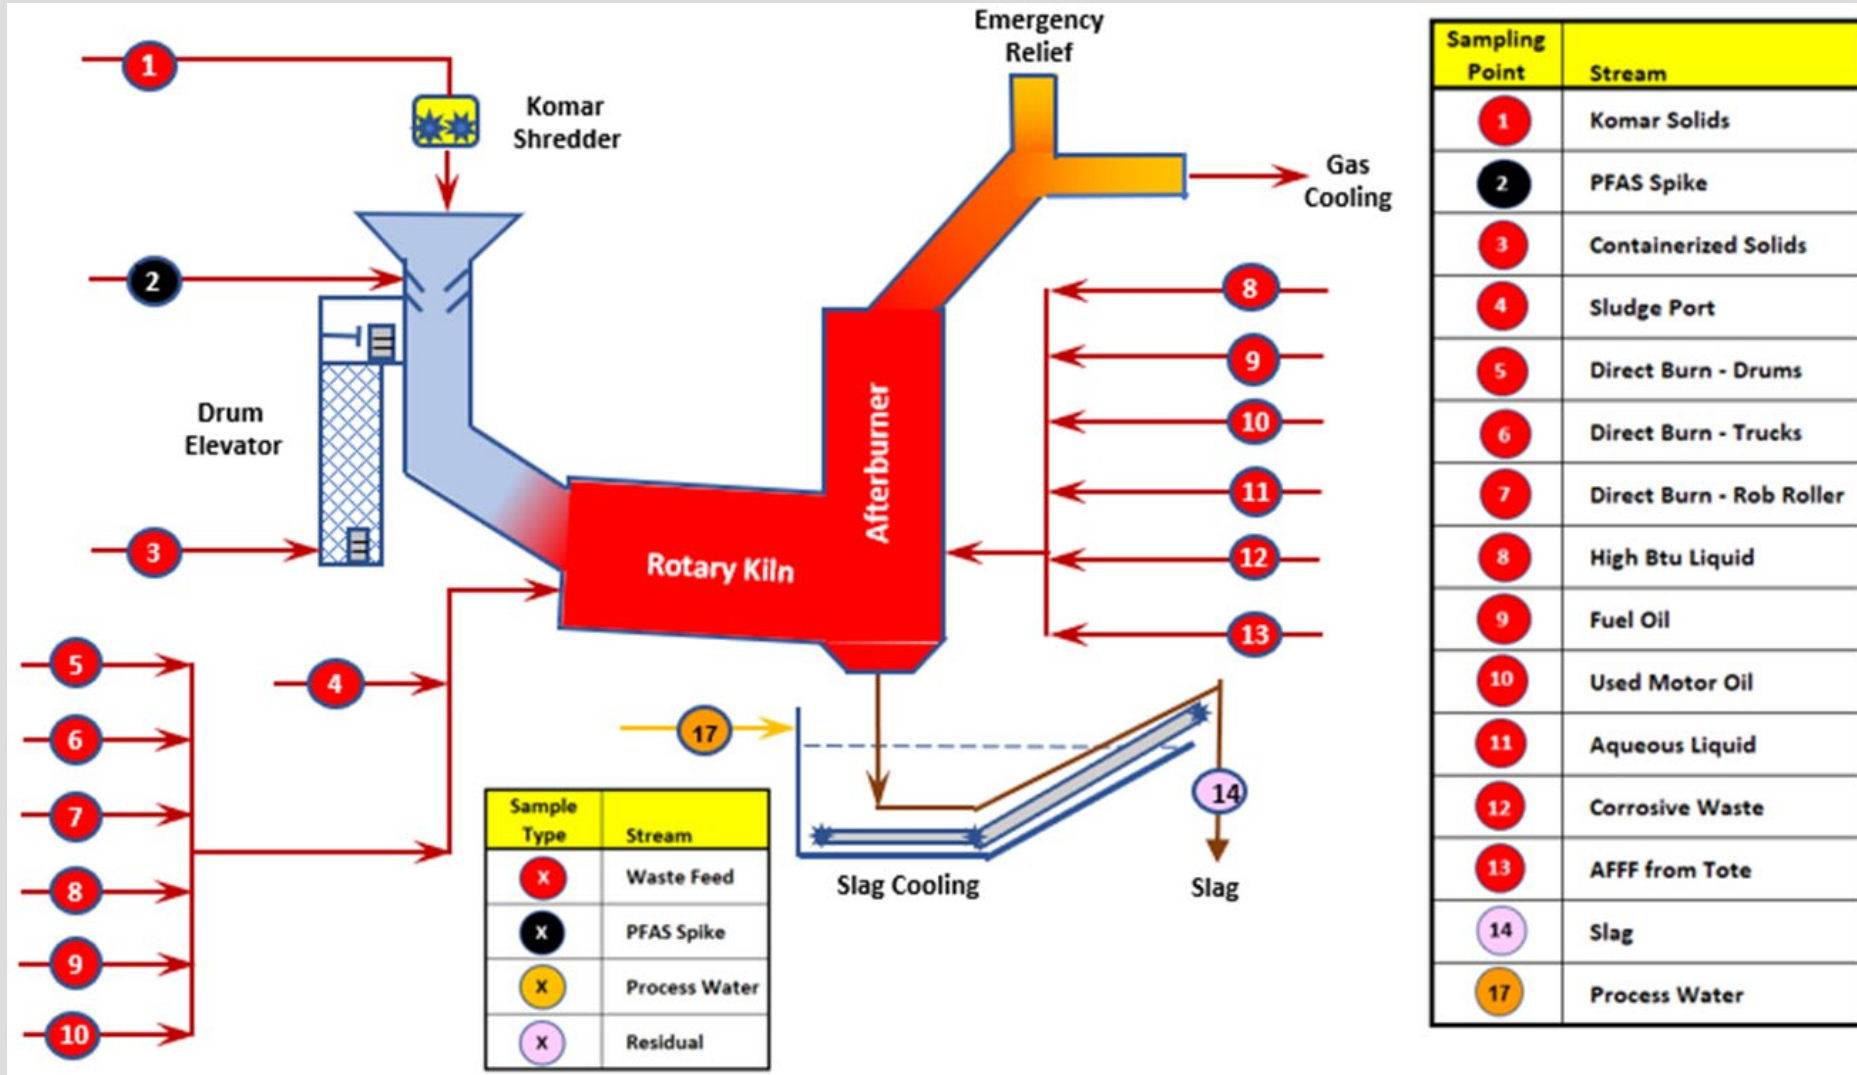 Emergency
Relief
1
Komar
Shredder
Gas
Cooling
2
8
9
Afterburner
Drum
Elevator
10
11
3
12
Rotary Kiln
13
5
4
6
17
7
14
8
Slag Cooling
Slag
9
10
Sample
Type
Stream
X Waste Feed
X PFAS Spike
X Process Water
X Residual
Sampling
Point
Stream
1 Komar Solids
2 PFAS Spike
3 Containerized Solids
4 Sludge Port
5 Direct Burn - Drums
6 Direct Burn - Trucks
7 Direct Burn - Rob Roller
8 High Btu Liquid
9 Fuel Oil
10 Used Motor Oil
11 Aqueous Liquid
12 Corrosive Waste
13 AFFF from Tote
14 Slag
17 Process Water